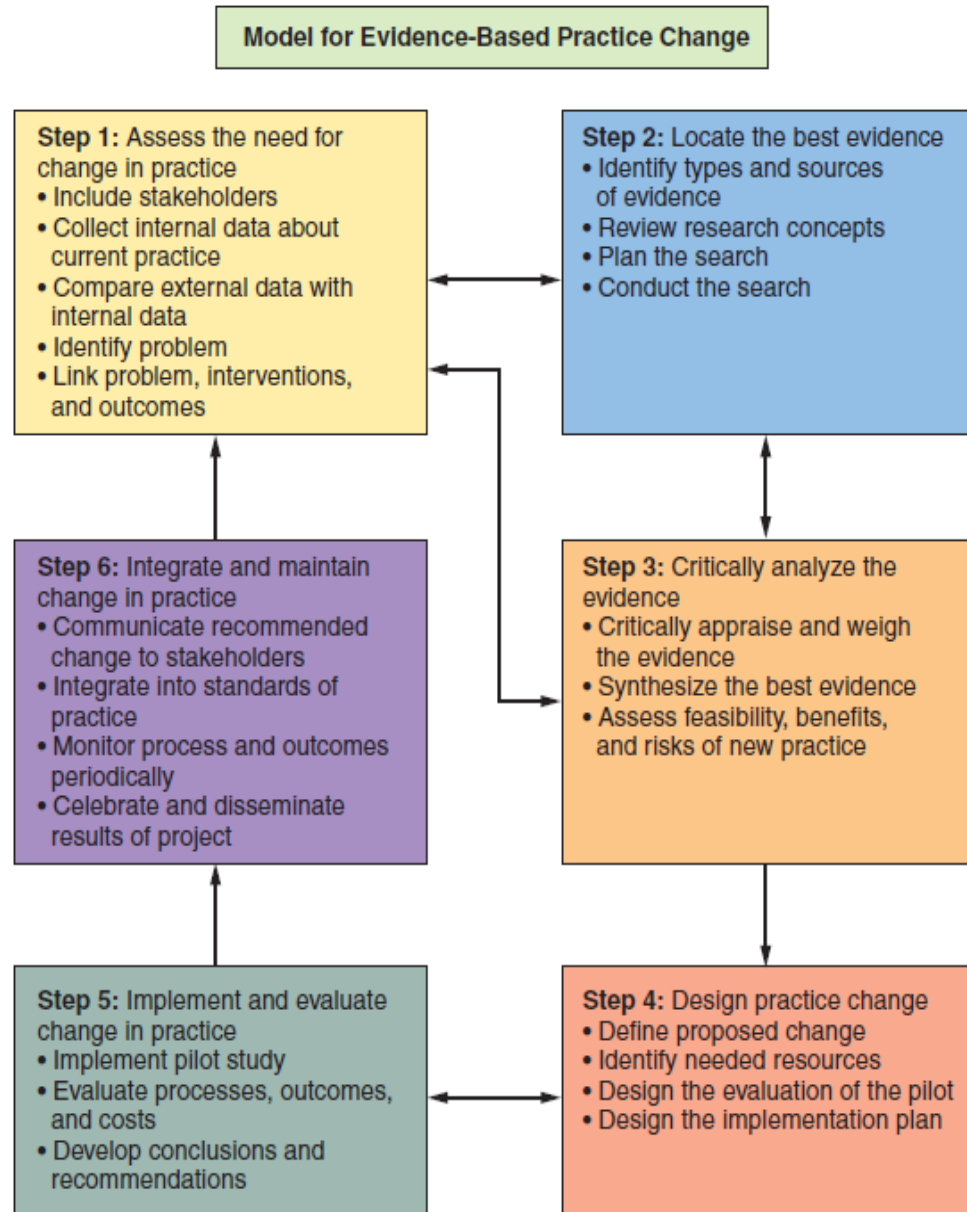 Model for Evidence-Based Practice Change
Step 1: Assess the need for
change in practice
• Include stakeholders
• Collect internal data about
current practice
• Compare external data with
internal data
• Identify problem
• Link problem, interventions,
and outcomes
Step 2: Locate the best evidence
• Identify types and sources
of evidence
• Review research concepts
• Plan the search
• Conduct the search
Step 3: Critically analyze the
evidence
• Critically appraise and weigh
the evidence
• Synthesize the best evidence
• Assess feasibility, benefits,
and risks of new practice
Step 4: Design practice change
• Define proposed change
• Identify needed resources
• Design the evaluation of the pilot
• Design the implementation plan
Step 5: Implement and evaluate
change in practice
• Implement pilot study
• Evaluate processes, outcomes,
and costs
• Develop conclusions and
recommendations
Step 6: Integrate and maintain
change in practice
• Communicate recommended
change to stakeholders
• Integrate into standards of
practice
• Monitor process and outcomes
periodically
• Celebrate and disseminate
results of project